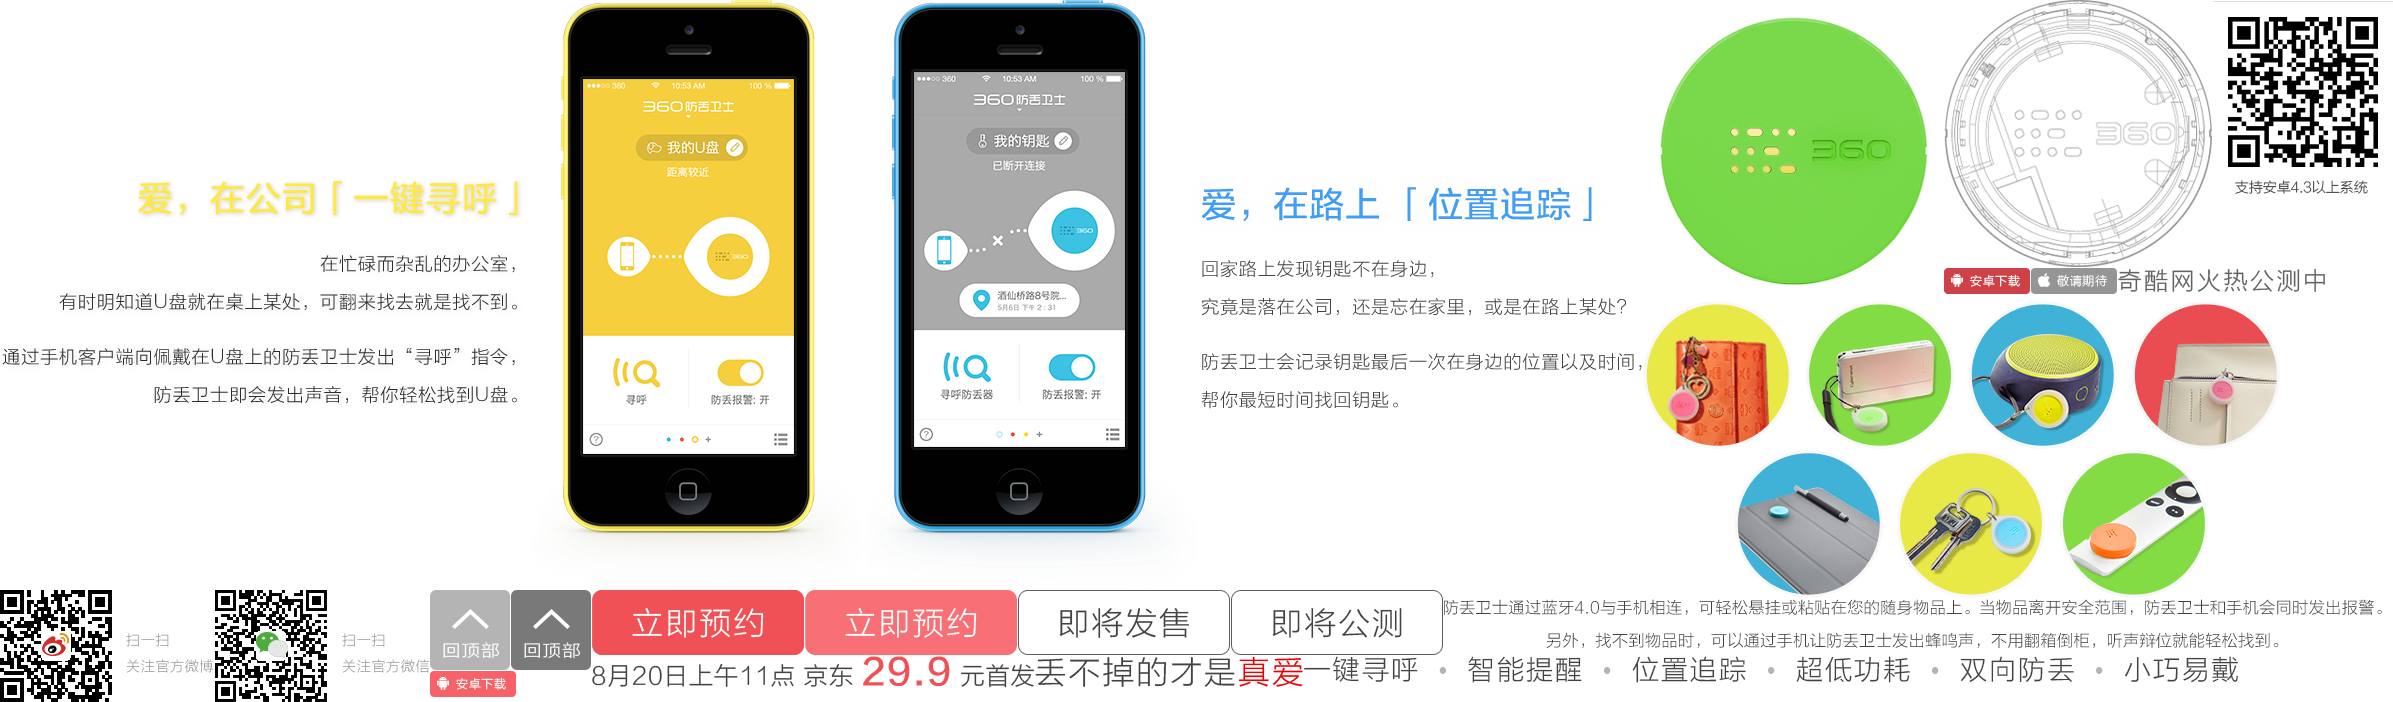 爱，在公司「一键寻呼」
在忙碌而杂乱的办公室，
有时明知道U盘就在桌上某处，可翻来找去就是找不到。
通过手机客户端向佩戴在U盘上的防丢卫士发出“寻呼”指令，
防丢卫士即会发出声音，帮你轻松找到U盘。
360 10:53 AM 100 %
360防丢卫士
我的U盘
距离较近
360
寻呼
防丢报警: 开
?
360 10:53 AM 100 %
360防丢卫士
我的钥匙
已断开连接
360
酒仙桥路8号院...
5月6日 下午 2 : 31
寻呼防丢器
防丢报警: 开
?
爱，在路上「位置追踪」
回家路上发现钥匙不在身边，
究竟是落在公司，还是忘在家里，或是在路上某处？
防丢卫士会记录钥匙最后一次在身边的位置以及时间，
帮你最短时间找回钥匙。
360
360
支持安卓4.3以上系统
安卓下载
敬请期待
奇酷网火热公测中
扫一扫
关注官方微博
扫一扫
关注官方微信
回顶部
回顶部
安卓下载
立即预约
立即预约
即将发售
即将公测
防丢卫士通过蓝牙4.0与手机相连，可轻松悬挂或粘贴在您的随身物品上。当物品离开安全范围，防丢卫士和手机会同时发出报警。
另外，找不到物品时，可以通过手机让防丢卫士发出蜂鸣声，不用翻箱倒柜，听声辩位就能轻松找到。
8月20日上午11点 京东 29.9 元首发
丢不掉的才是真爱
一键寻呼 • 智能提醒 • 位置追踪 • 超低功耗 • 双向防丢 • 小巧易戴